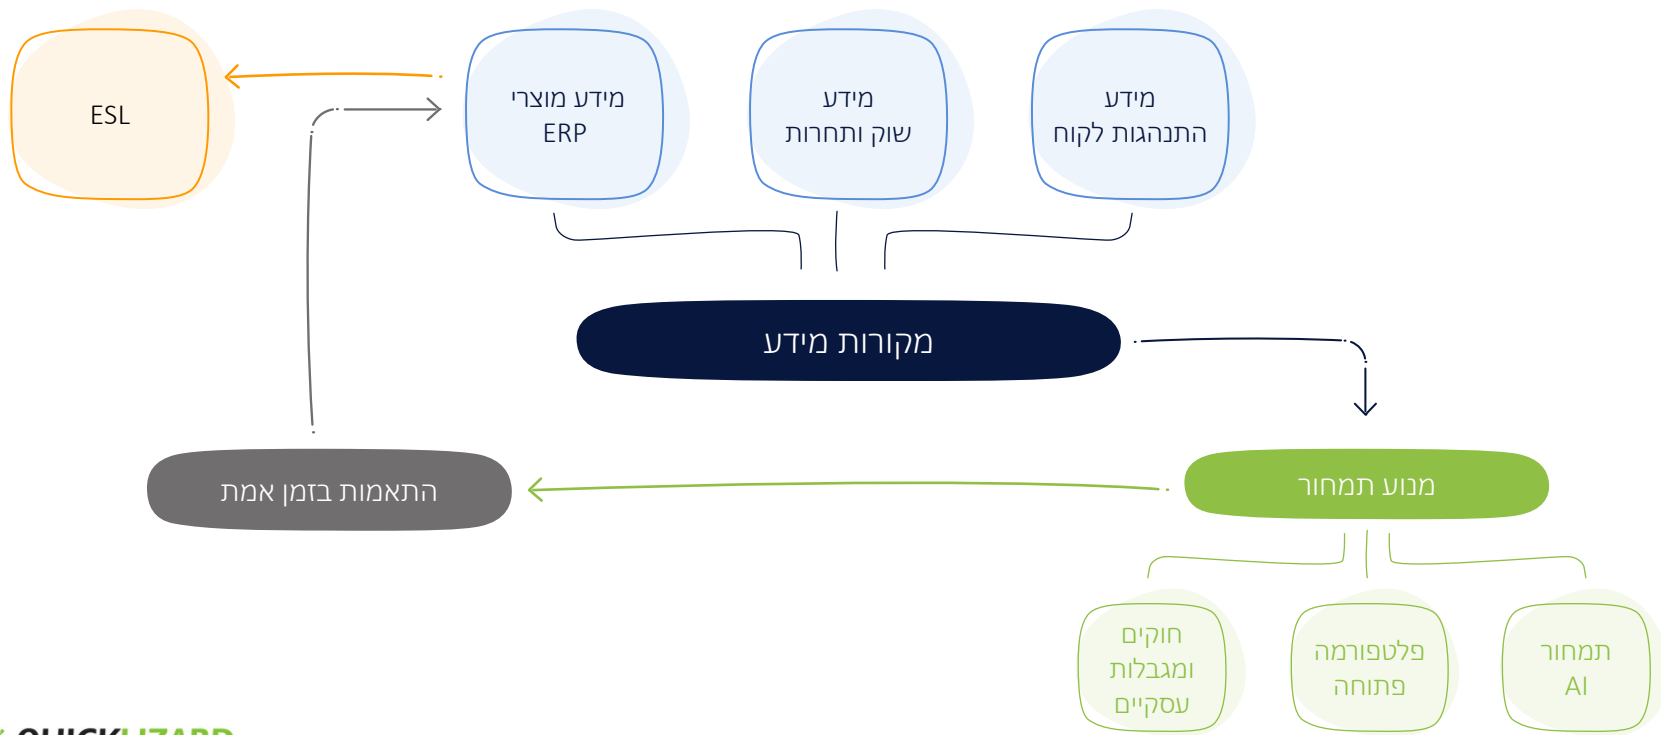 מידע
התנהגות לקוח
מידע
שוק ותחרות
מידע מוצרי
ERP
ESL
מקורות מידע
מנוע תמחור
התאמות בזמן אמת
תמחור
AI
פלטפורמה
פתוחה
חוקים
ומגבלות
עסקיים
QUICKLIZARD